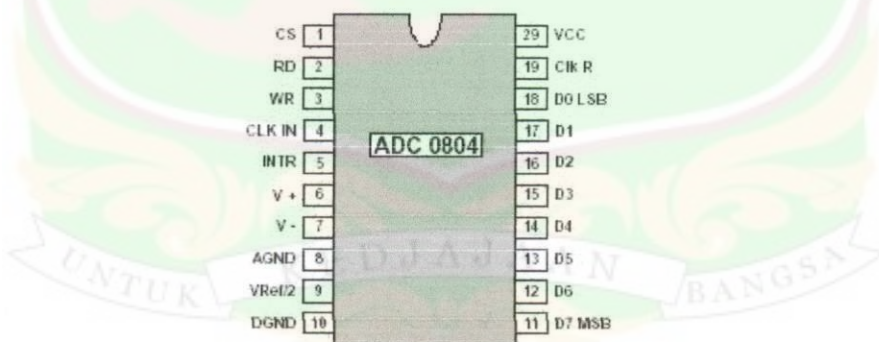 CS 1 29 VCC
RD 2 19 Clk R
WR 3 18 D0 LSB
CLK IN 4 17 D1
ADC 0804
INTR 5 16 D2
V + 6 15 D3
V - 7 14 D4
AGND 8 13 D5
VRef/2 9 12 D6
DGND 10 11 D7 MSB
UNTUK KEDJAJAAN BANGSA